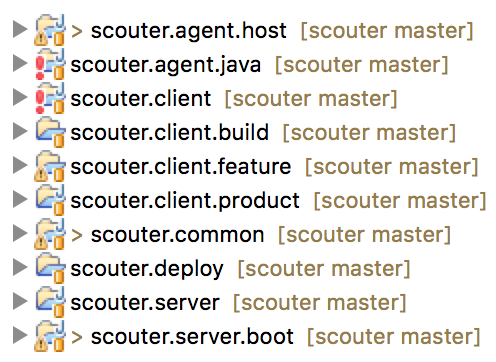 > scouter.agent.host [scouter master]
scouter.agent.java [scouter master]
scouter.client [scouter master]
scouter.client.build [scouter master]
scouter.client.feature [scouter master]
scouter.client.product [scouter master]
> scouter.common [scouter master]
scouter.deploy [scouter master]
scouter.server [scouter master]
> scouter.server.boot [scouter master]